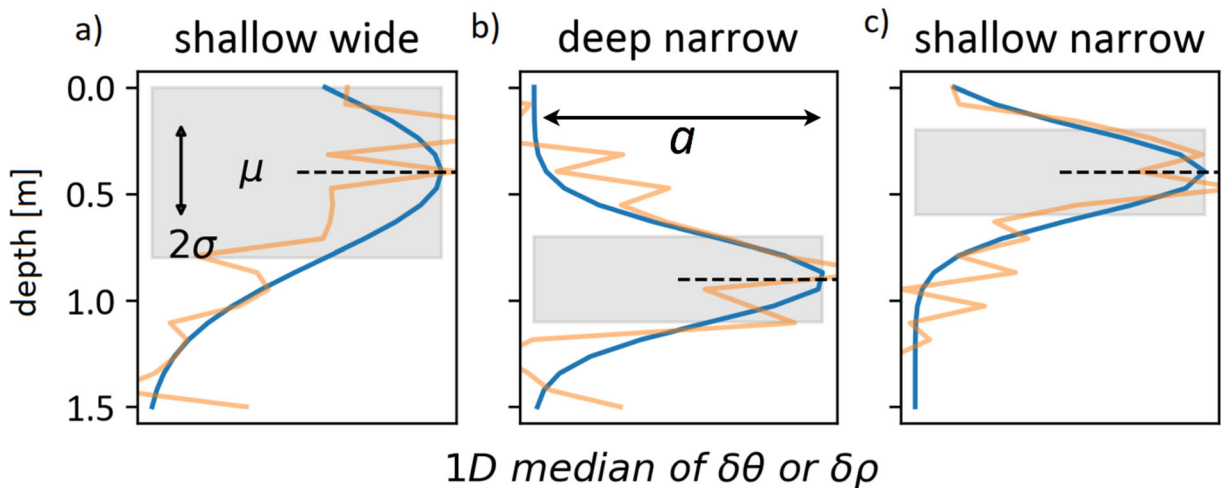 a)
shallow wide
b)
deep narrow
c)
shallow narrow
0.0
0.5
1.0
1.5
depth [m]
μ
2σ
a
1D median of δθ or δρ